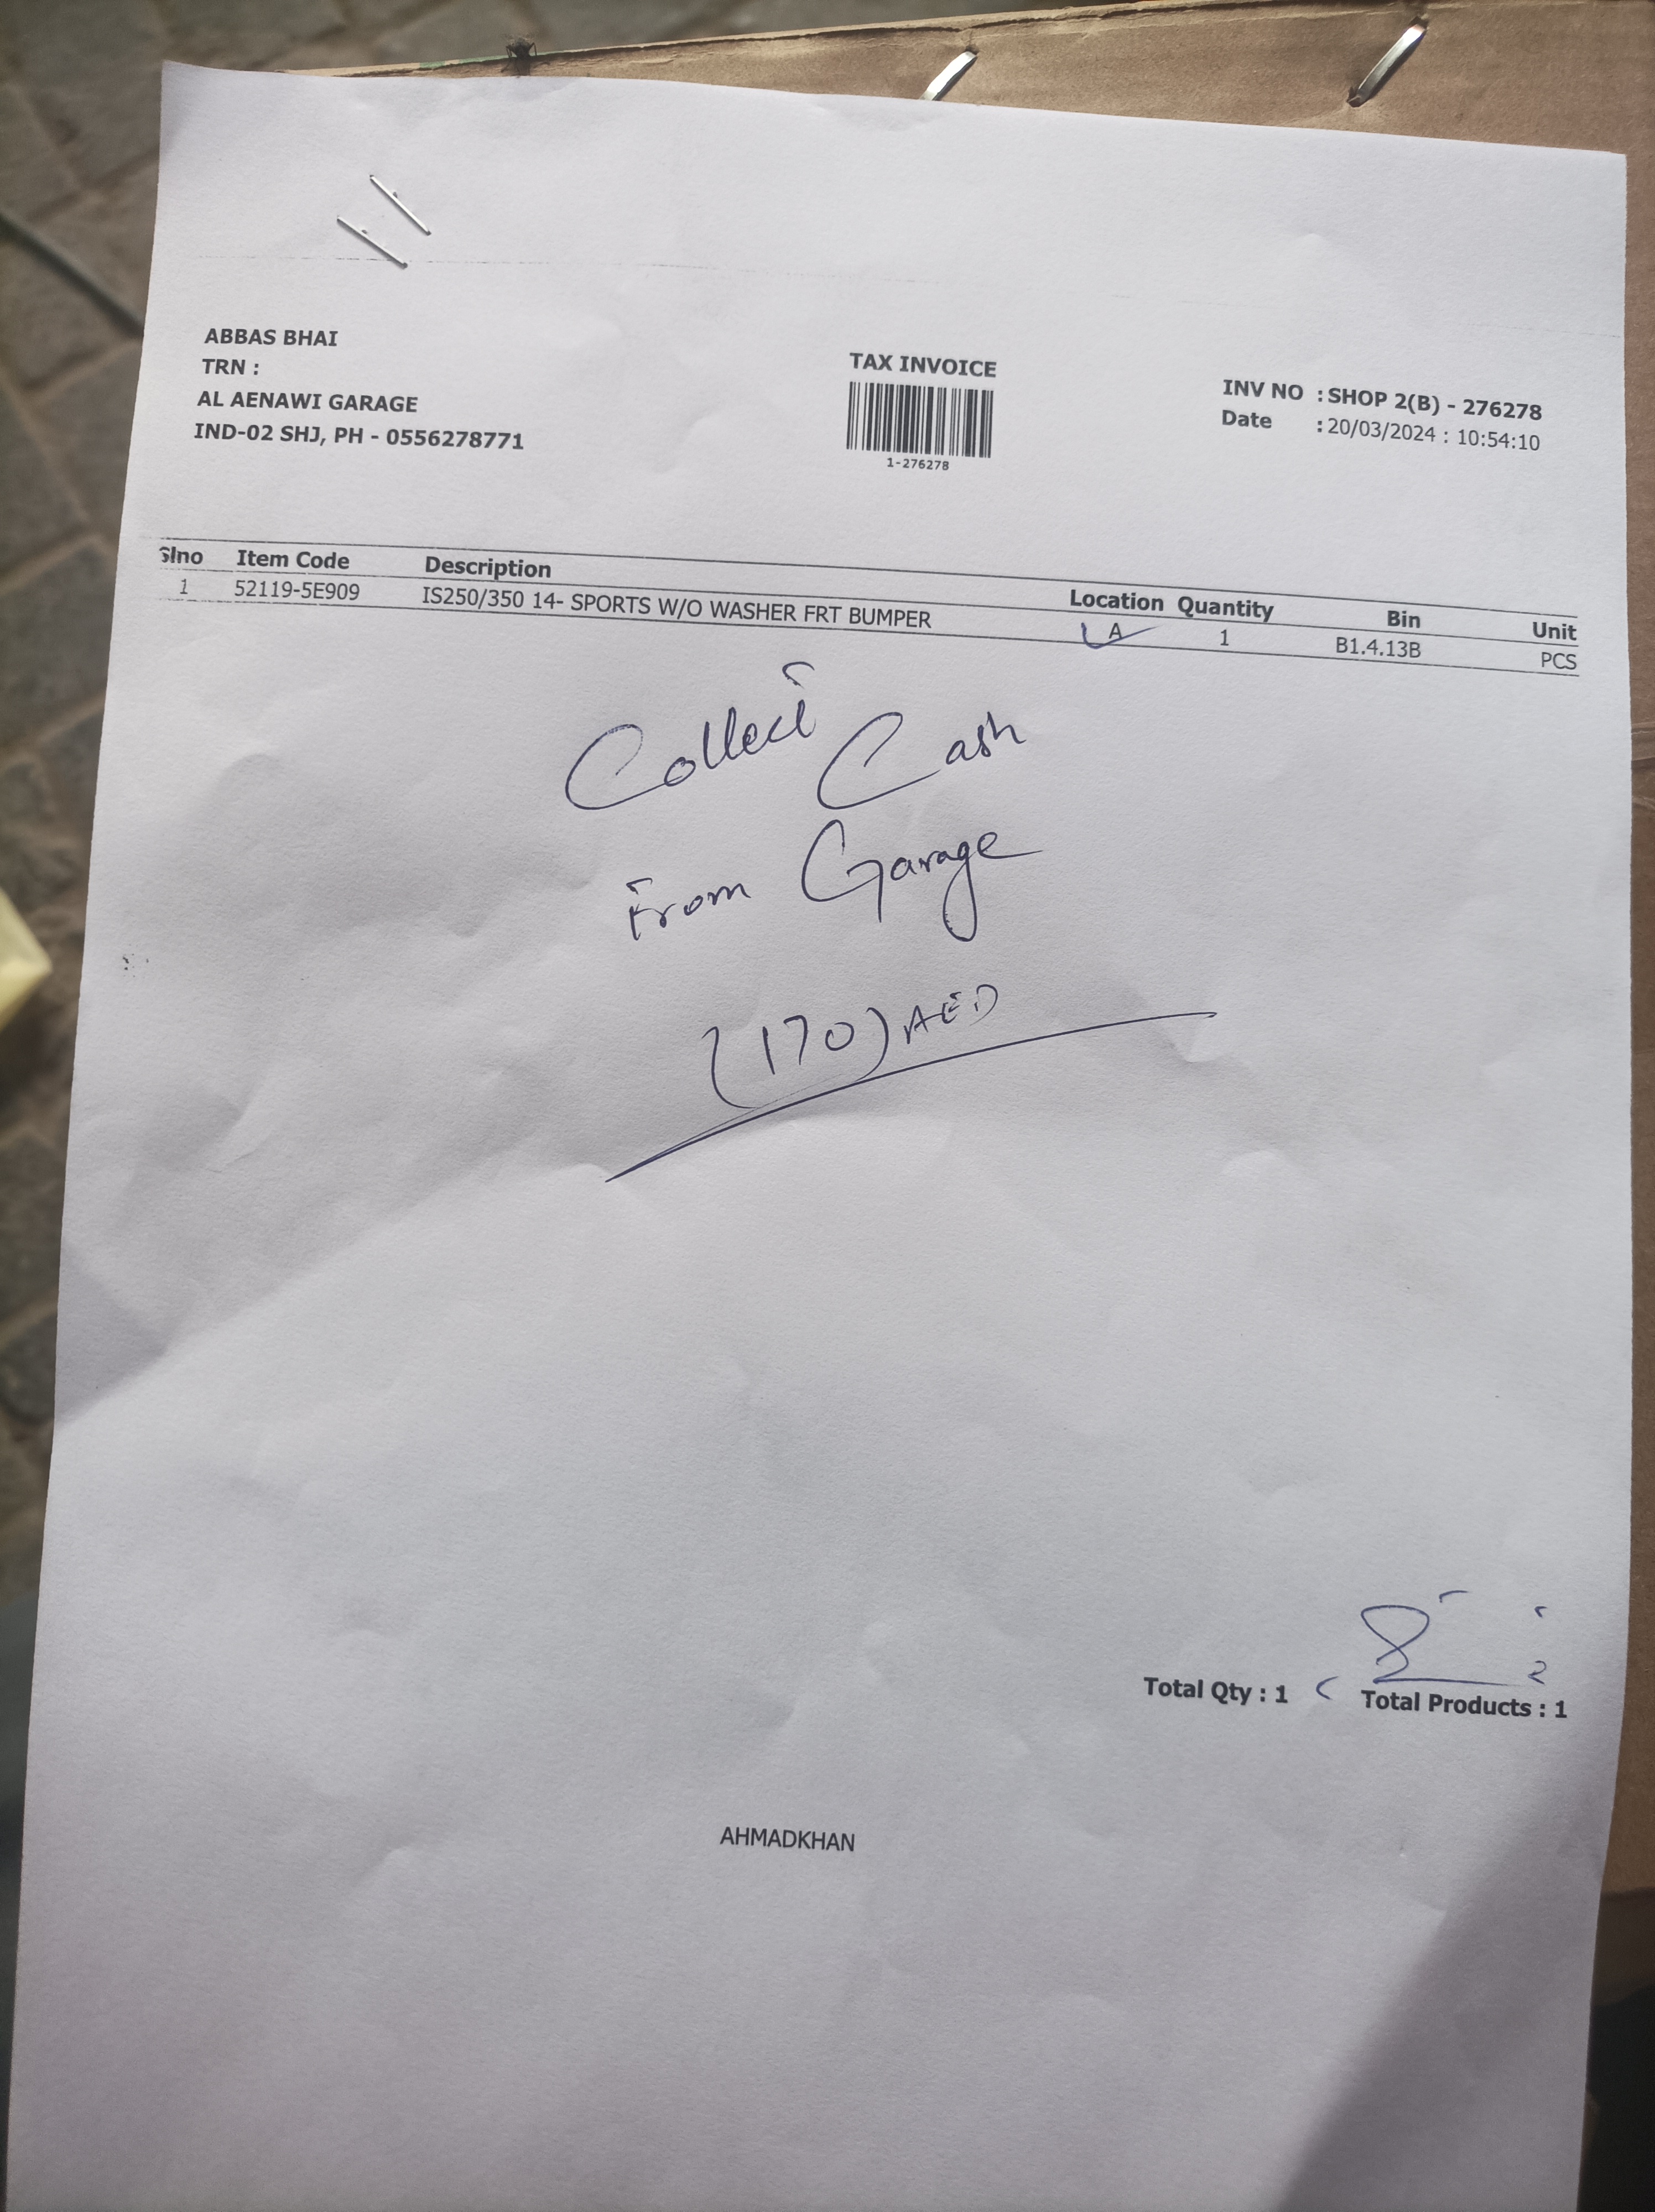 ABBAS BHAI
TRN :
AL AENAWI GARAGE
IND-02 SHJ, PH - 0556278771
TAX INVOICE
1-276278
INV NO : SHOP 2(B) - 276278
Date : 20/03/2024 : 10:54:10
Slno Item Code Description Location Quantity Bin Unit
1 52119-5E909 IS250/350 14- SPORTS W/O WASHER FRT BUMPER A 1 B1.4.13B PCS
Collect Cash
From Garage
(170) AED
Total Qty : 1 Total Products : 1
AHMADKHAN